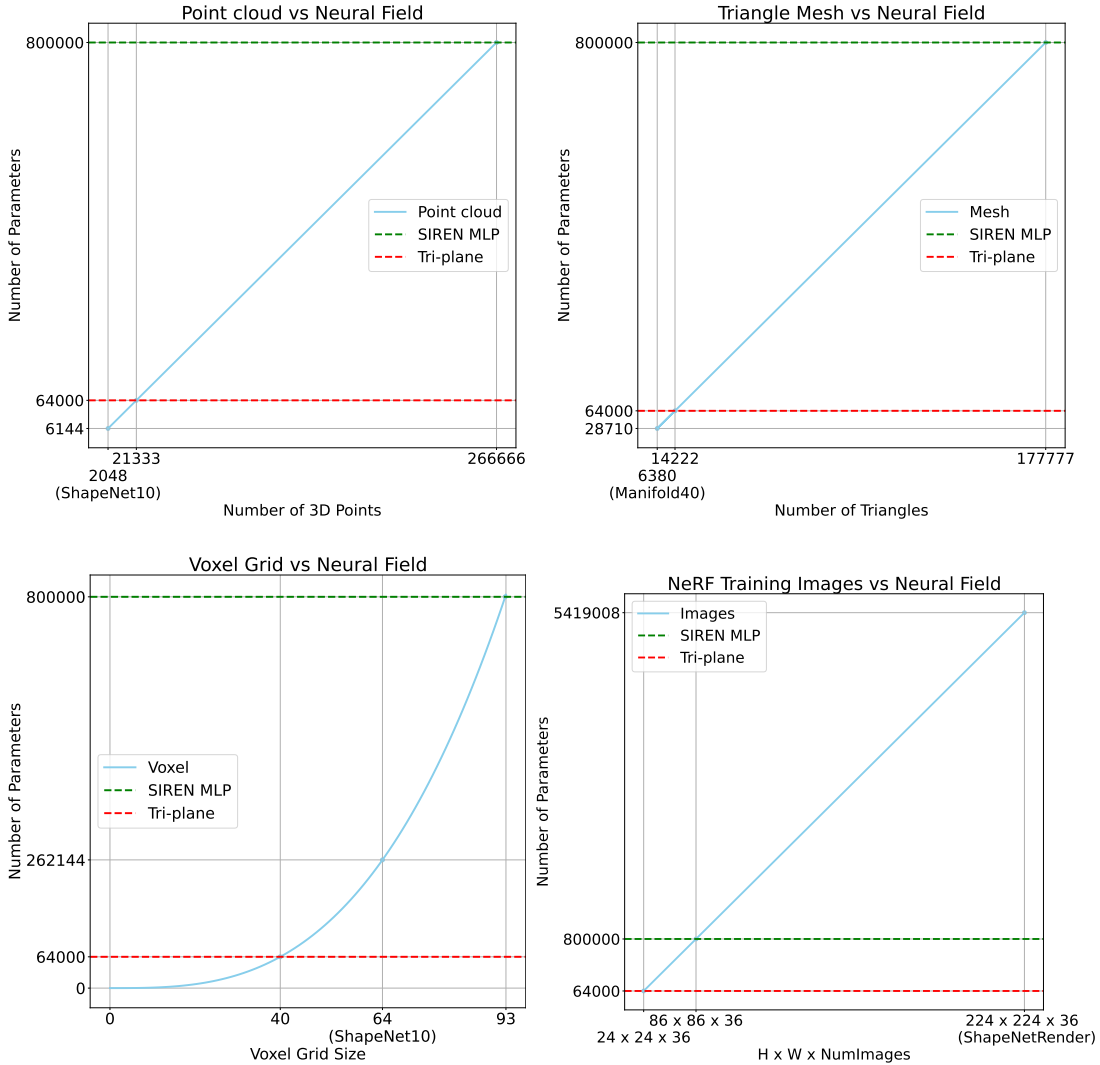 Point cloud vs Neural Field
800000
64000
6144
Number of Parameters
Point cloud
SIREN MLP
Tri-plane
21333
266666
2048
(ShapeNet10)
Number of 3D Points
Triangle Mesh vs Neural Field
800000
64000
28710
Number of Parameters
Mesh
SIREN MLP
Tri-plane
14222
177777
6380
(Manifold40)
Number of Triangles
Voxel Grid vs Neural Field
800000
262144
64000
0
Number of Parameters
Voxel
SIREN MLP
Tri-plane
0 40 64 93
(ShapeNet10)
Voxel Grid Size
NeRF Training Images vs Neural Field
5419008
800000
64000
Number of Parameters
Images
SIREN MLP
Tri-plane
86 x 86 x 36
224 x 224 x 36
24 x 24 x 36
(ShapeNetRender)
H x W x NumImages